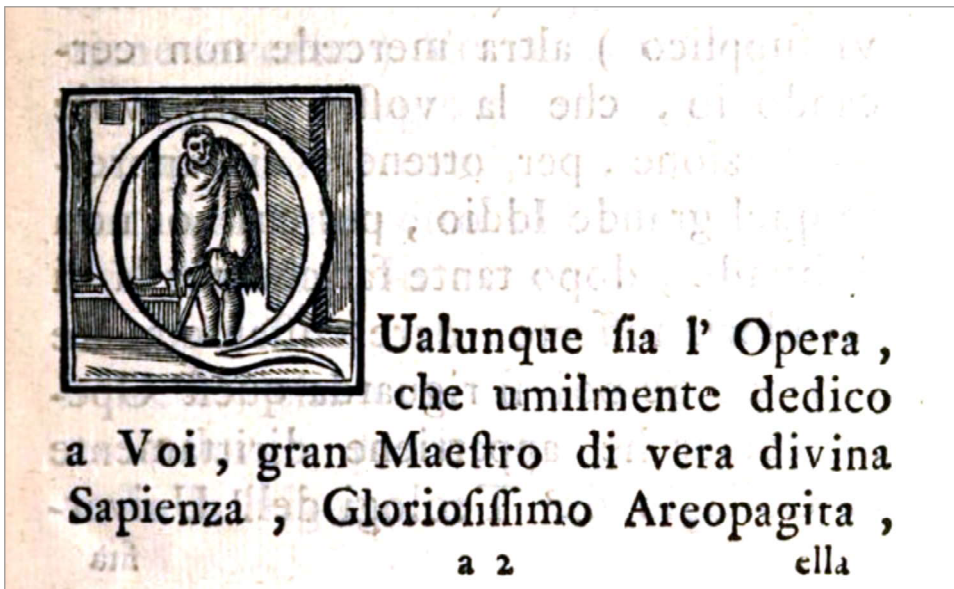 QUalunque ſia l' Opera ,
che umilmente dedico
a Voi , gran Maeſtro di vera divina
Sapienza , Glorioſiſſimo Areopagita ,
a 2 ella